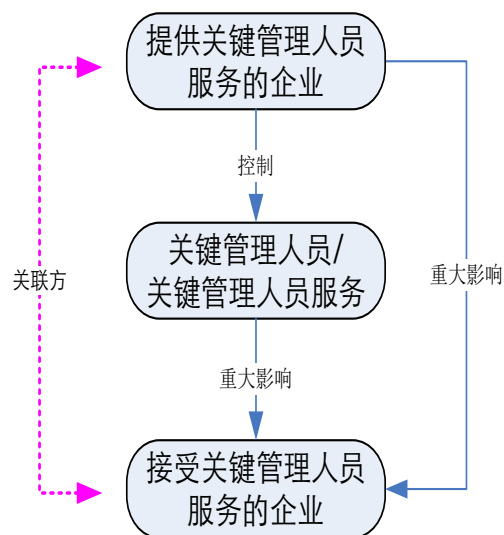 提供关键管理人员
服务的企业
控制
关键管理人员/
关键管理人员服务
关联方
重大影响
重大影响
接受关键管理人员
服务的企业